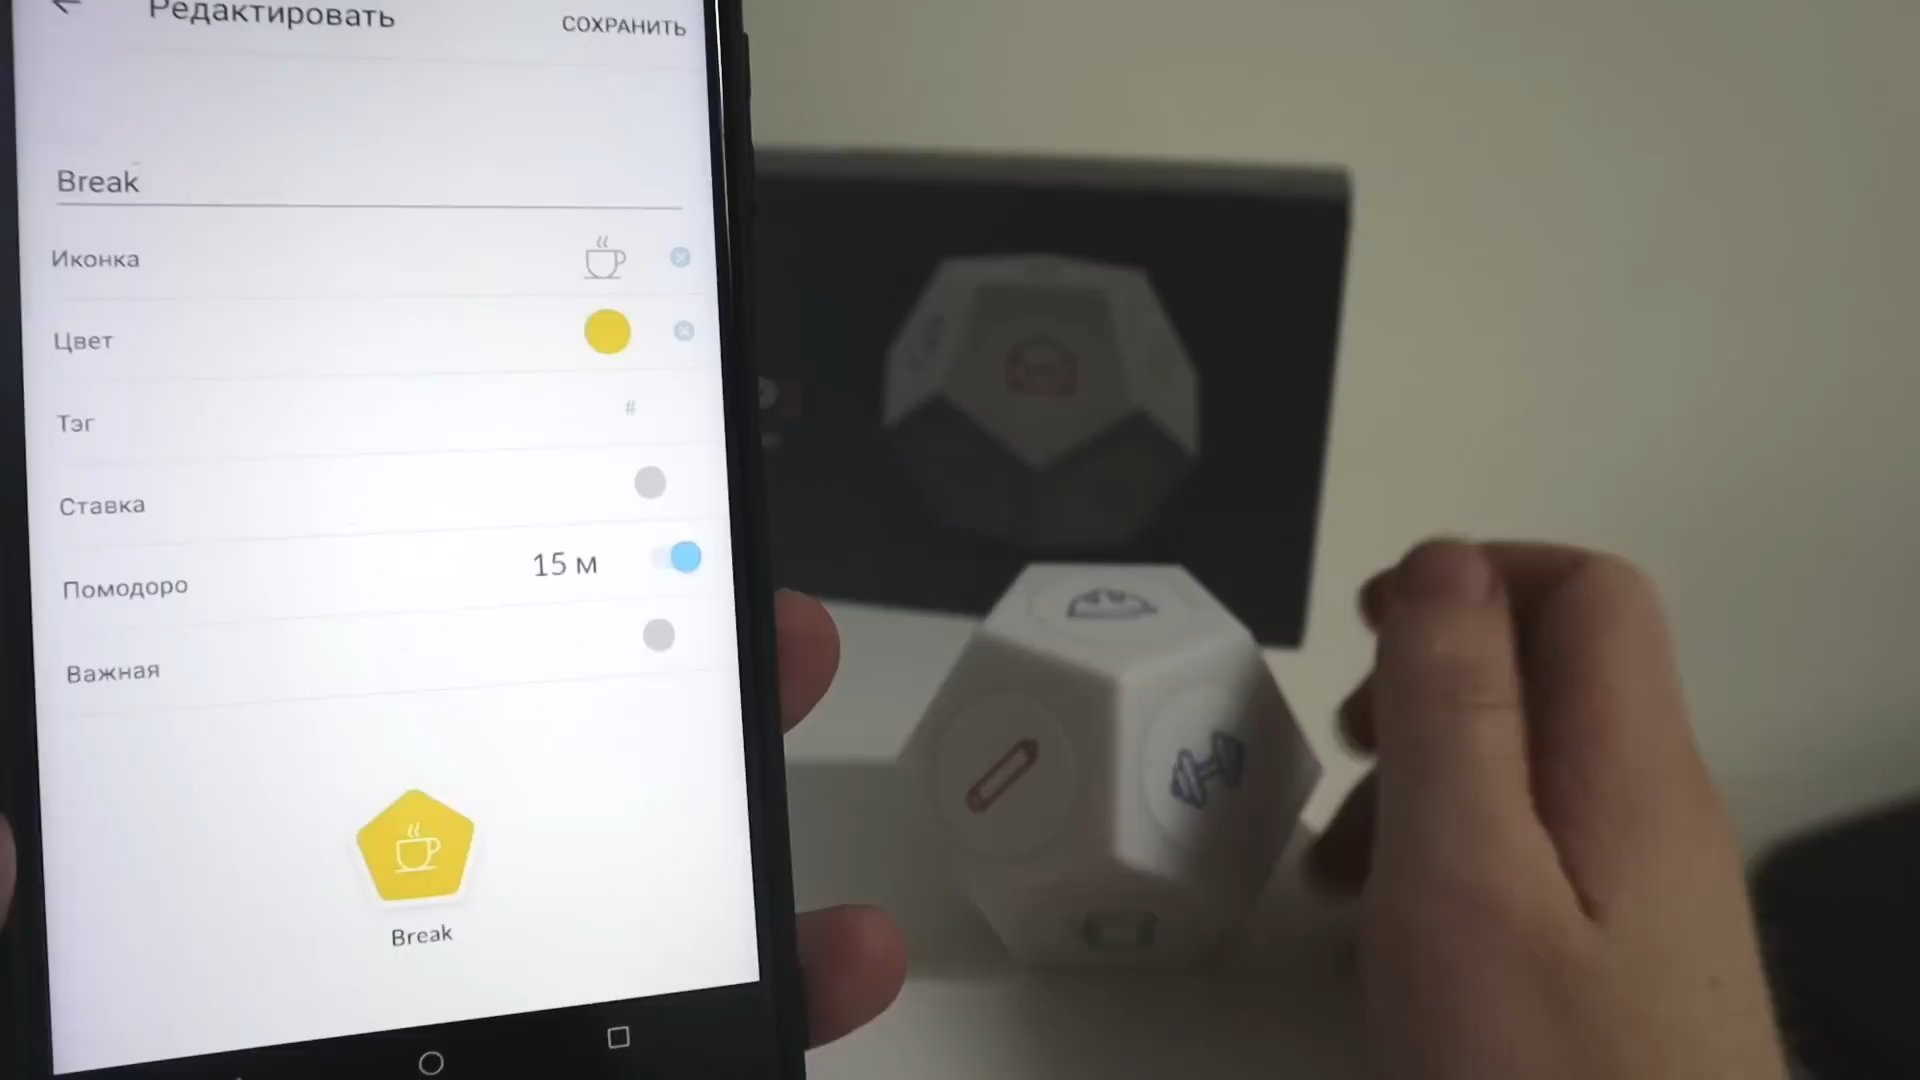 Редактировать
СОХРАНИТЬ
Break
Иконка
Цвет
Тэг #
Ставка
Помодоро 15 м
Важная
Break